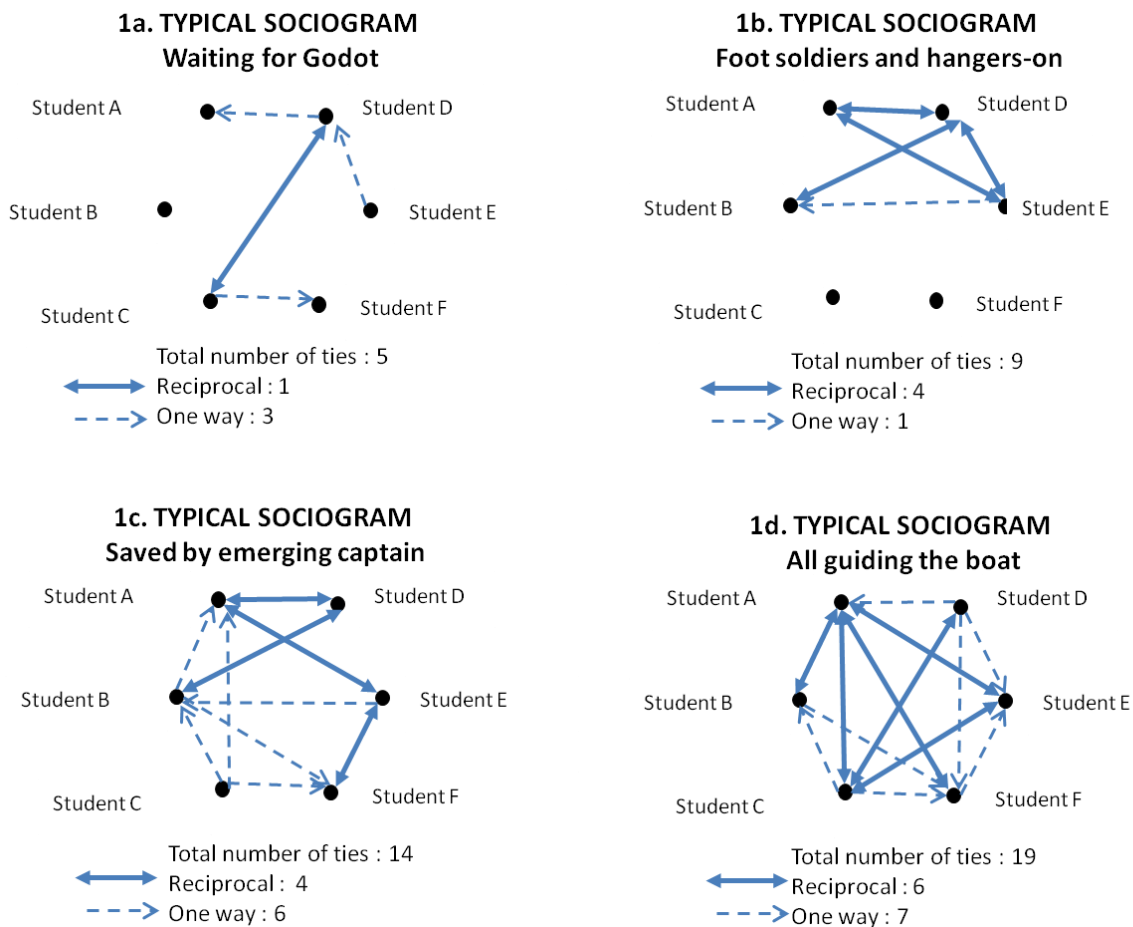 1a. TYPICAL SOCIOGRAM
Waiting for Godot
Student A
Student D
Student B
Student E
Student C
Student F
Total number of ties : 5
Reciprocal : 1
One way : 3
1b. TYPICAL SOCIOGRAM
Foot soldiers and hangers-on
Student A
Student D
Student B
Student E
Student C
Student F
Total number of ties : 9
Reciprocal : 4
One way : 1
1c. TYPICAL SOCIOGRAM
Saved by emerging captain
Student A
Student D
Student B
Student E
Student C
Student F
Total number of ties : 14
Reciprocal : 4
One way : 6
1d. TYPICAL SOCIOGRAM
All guiding the boat
Student A
Student D
Student B
Student E
Student C
Student F
Total number of ties : 19
Reciprocal : 6
One way : 7